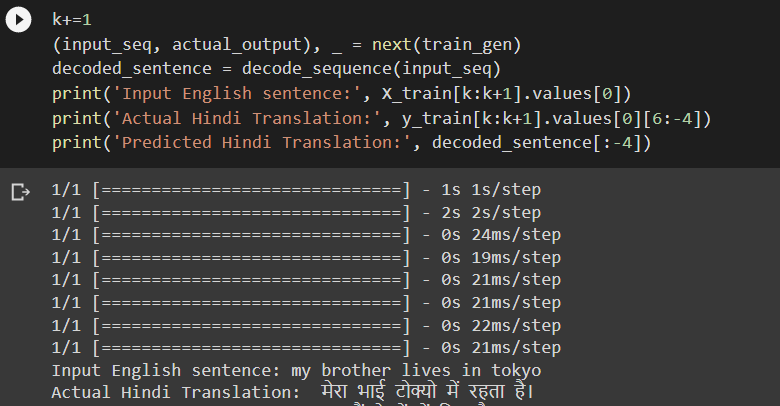 k+=1
(input_seq, actual_output), _ = next(train_gen)
decoded_sentence = decode_sequence(input_seq)
print('Input English sentence:', X_train[k:k+1].values[0])
print('Actual Hindi Translation:', y_train[k:k+1].values[0][6:-4])
print('Predicted Hindi Translation:', decoded_sentence[:-4])
1/1 [==============================] - 1s 1s/step
1/1 [==============================] - 2s 2s/step
1/1 [==============================] - 0s 24ms/step
1/1 [==============================] - 0s 19ms/step
1/1 [==============================] - 0s 21ms/step
1/1 [==============================] - 0s 21ms/step
1/1 [==============================] - 0s 22ms/step
1/1 [==============================] - 0s 21ms/step
Input English sentence: my brother lives in tokyo
Actual Hindi Translation:  मेरा भाई टोक्यो में रहता है।